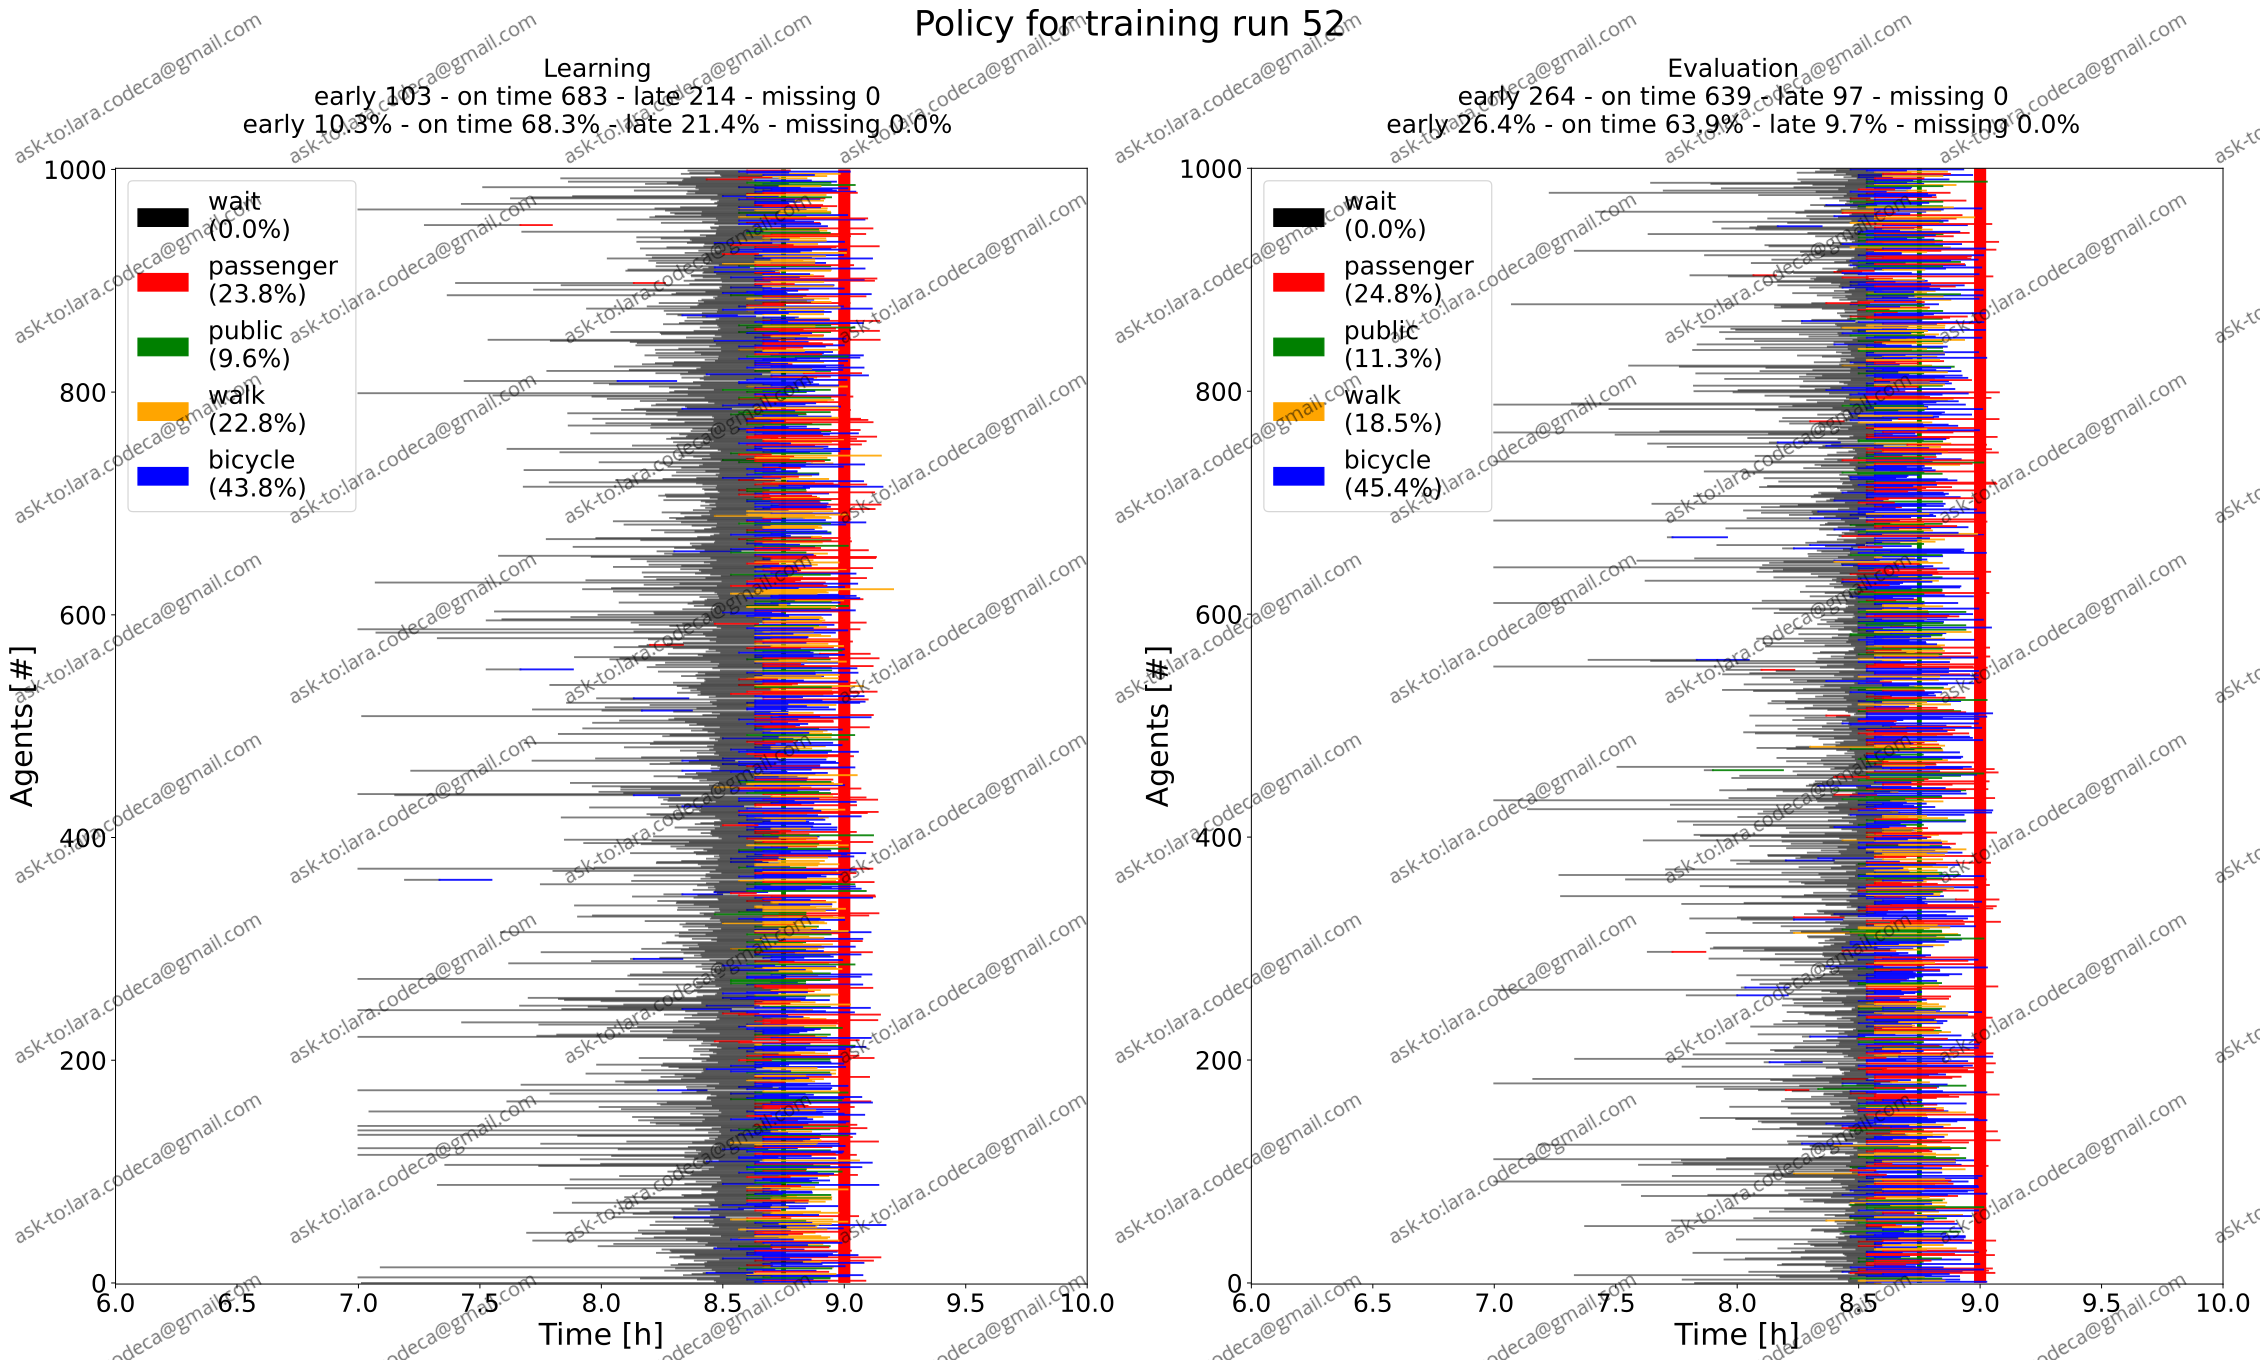 Policy for training run 52
Learning
early 103 - on time 683 - late 214 - missing 0
early 10.3% - on time 68.3% - late 21.4% - missing 0.0%
1000
800
600
400
200
0
Agents [#]
wait
(0.0%)
passenger
(23.8%)
public
(9.6%)
walk
(22.8%)
bicycle
(43.8%)
6.0 6.5 7.0 7.5 8.0 8.5 9.0 9.5 10.0
Time [h]
Evaluation
early 264 - on time 639 - late 97 - missing 0
early 26.4% - on time 63.9% - late 9.7% - missing 0.0%
1000
800
600
400
200
0
Agents [#]
wait
(0.0%)
passenger
(24.8%)
public
(11.3%)
walk
(18.5%)
bicycle
(45.4%)
6.0 6.5 7.0 7.5 8.0 8.5 9.0 9.5 10.0
Time [h]
ask-to:lara.codeca@gmail.com